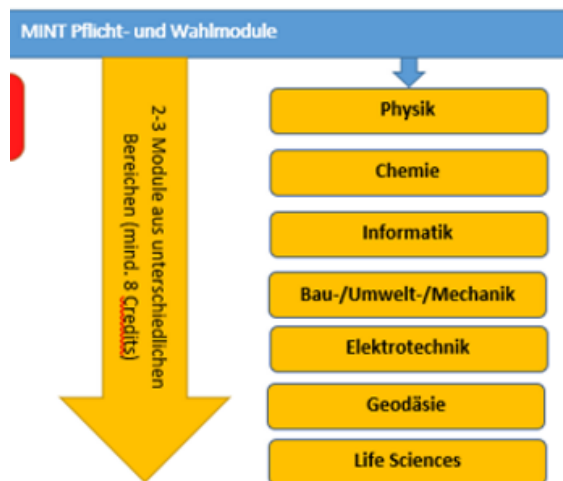 MINT Pflicht- und Wahlmodule
2-3 Module aus unterschiedlichen
Bereichen (mind. 8 Credits)
Physik
Chemie
Informatik
Bau-/Umwelt-/Mechanik
Elektrotechnik
Geodäsie
Life Sciences